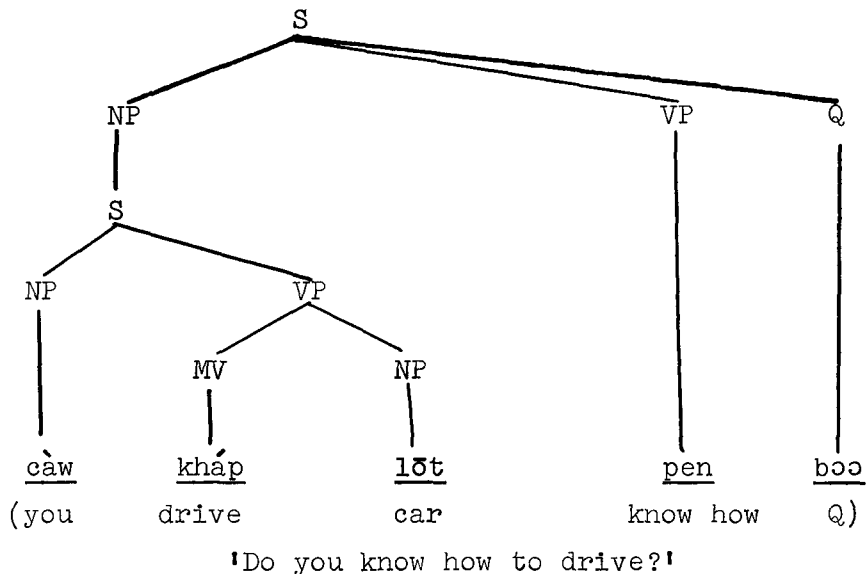 S
NP VP Q
S
NP VP
MV NP
càw kháp lōt pen bɔɔ
(you drive car know how Q)
'Do you know how to drive?'